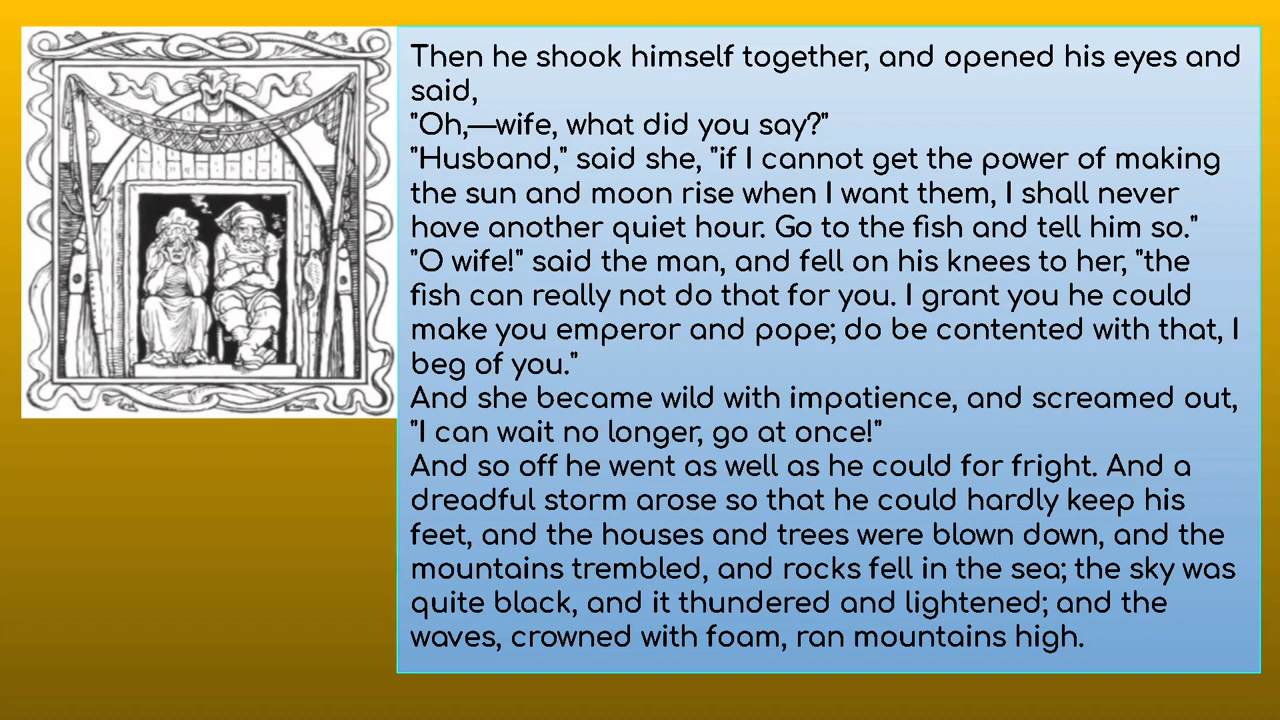 Then he shook himself together, and opened his eyes and
said,
"Oh,—wife, what did you say?"
"Husband," said she, "if I cannot get the power of making
the sun and moon rise when I want them, I shall never
have another quiet hour. Go to the fish and tell him so."
"O wife!" said the man, and fell on his knees to her, "the
fish can really not do that for you. I grant you he could
make you emperor and pope; do be contented with that, I
beg of you."
And she became wild with impatience, and screamed out,
"I can wait no longer, go at once!"
And so off he went as well as he could for fright. And a
dreadful storm arose so that he could hardly keep his
feet, and the houses and trees were blown down, and the
mountains trembled, and rocks fell in the sea; the sky was
quite black, and it thundered and lightened; and the
waves, crowned with foam, ran mountains high.